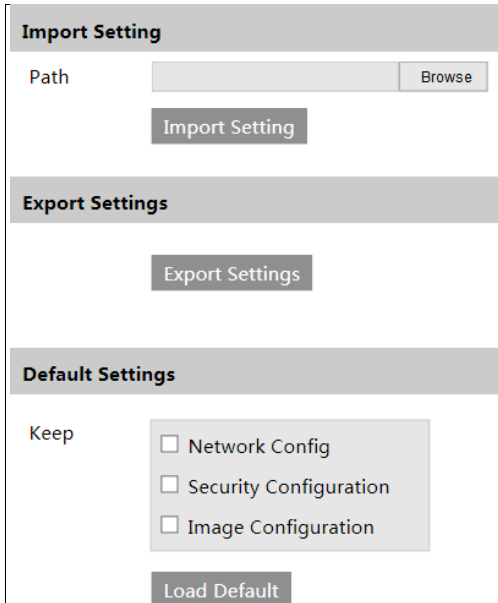 Import Setting
Path Browse
Import Setting
Export Settings
Export Settings
Default Settings
Keep
Network Config
Security Configuration
Image Configuration
Load Default